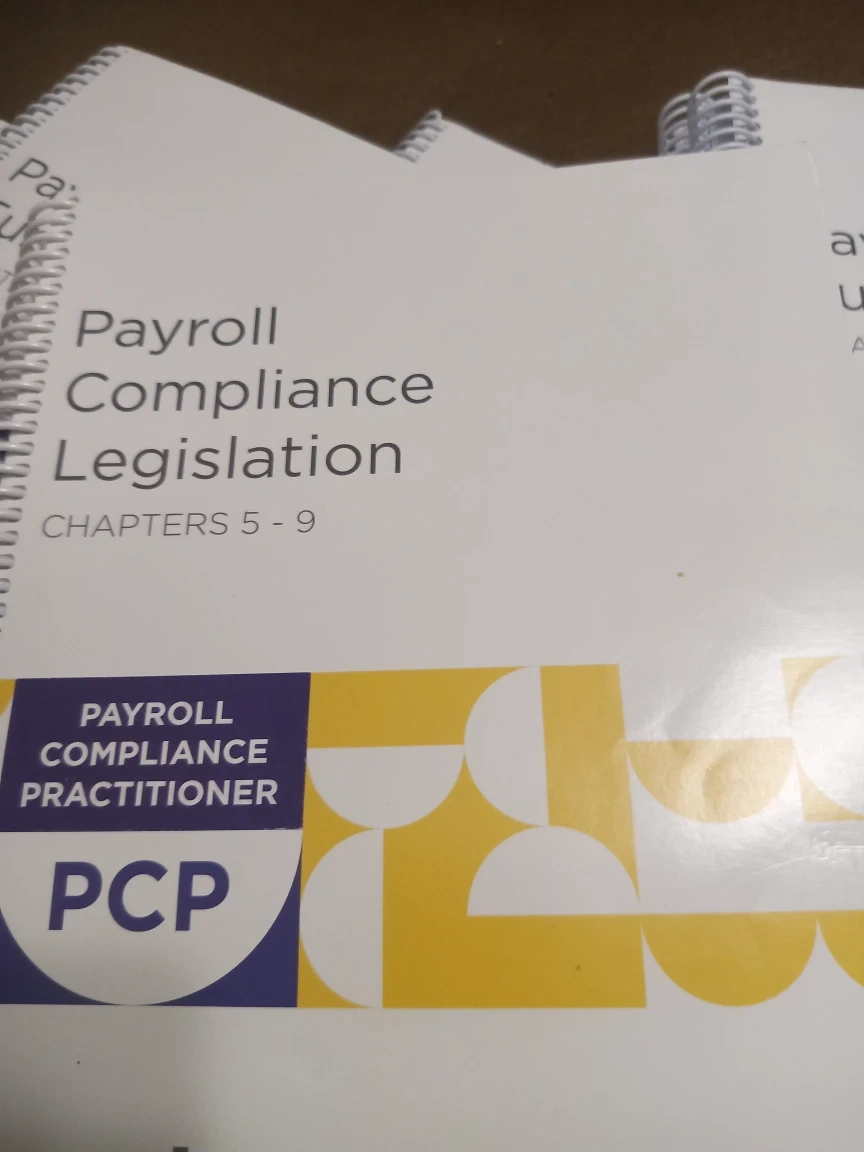 Payroll
Compliance
Legislation
CHAPTERS 5 - 9
PAYROLL
COMPLIANCE
PRACTITIONER
PCP